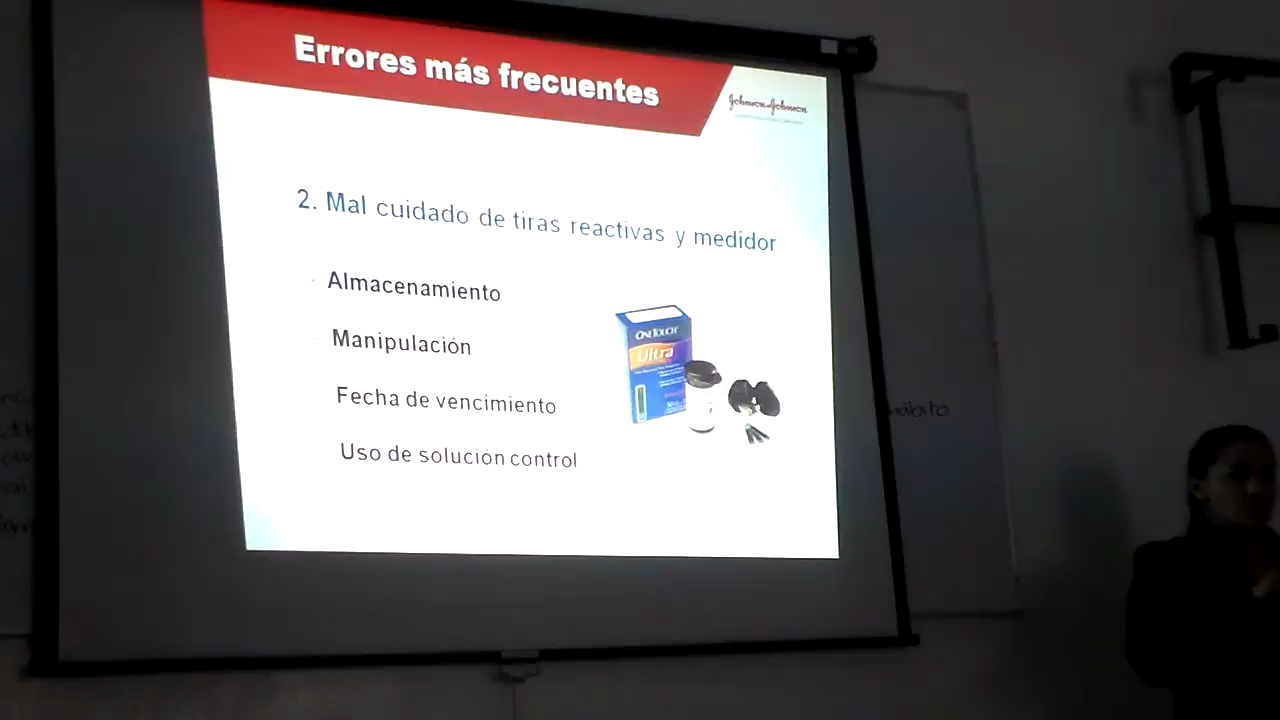 Errores más frecuentes
Johnson & Johnson
2. Mal cuidado de tiras reactivas y medidor
Almacenamiento
Manipulación
Fecha de vencimiento
Uso de solución control
ONETOUCH
Ultra
hábito